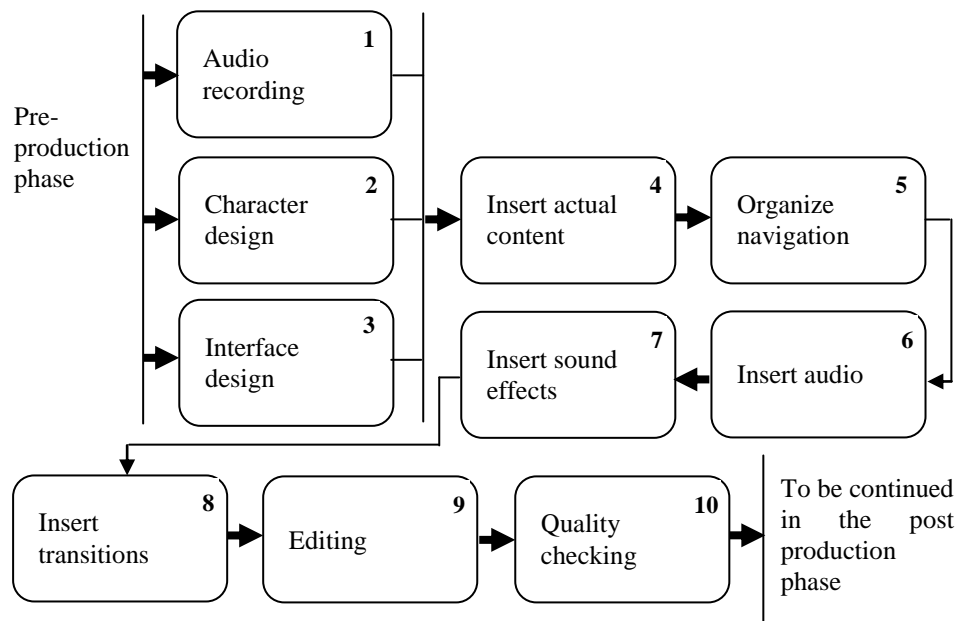 Pre-
production
phase
1
Audio
recording
2
Character
design
3
Interface
design
4
Insert actual
content
5
Organize
navigation
6
Insert audio
7
Insert sound
effects
8
Insert
transitions
9
Editing
10
Quality
checking
To be continued
in the post
production
phase